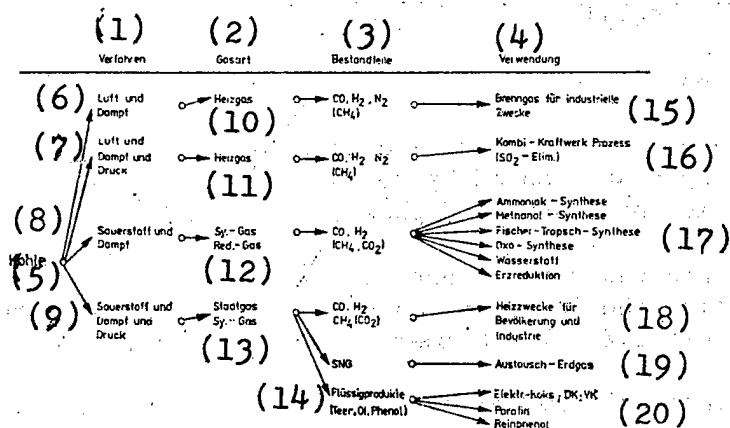 (1) (2) (3) (4)
Verfahren Gasart Bestandteile Verwendung
(6) Luft und Dampf Heizgas CO, H2, N2 (CH4) Brenngas für industrielle Zwecke (15)
(10)
(7) Luft und Dampf und Druck Heizgas CO, H2 N2 (CH4) Kombi-Kraftwerk Prozess (SO2-Elim.) (16)
(11)
Ammoniak-Synthese
Methanol-Synthese
(8) Sauerstoff und Dampf Sy.-Gas Red.-Gas CO, H2 (CH4, CO2) Fischer-Tropsch-Synthese (17)
Oxo-Synthese
Kohle (5) (12) Wasserstoff
Erzreduktion
(9) Sauerstoff und Dampf und Druck Stadtgas Sy.-Gas CO, H2 CH4 (CO2) Heizzwecke für Bevölkerung und Industrie (18)
(13)
SNG Austausch-Erdgas (19)
(14) Flüssigprodukte (Teer, Öl, Phenol) Elektr.-koks,
Parafin (20)
Reinphenol